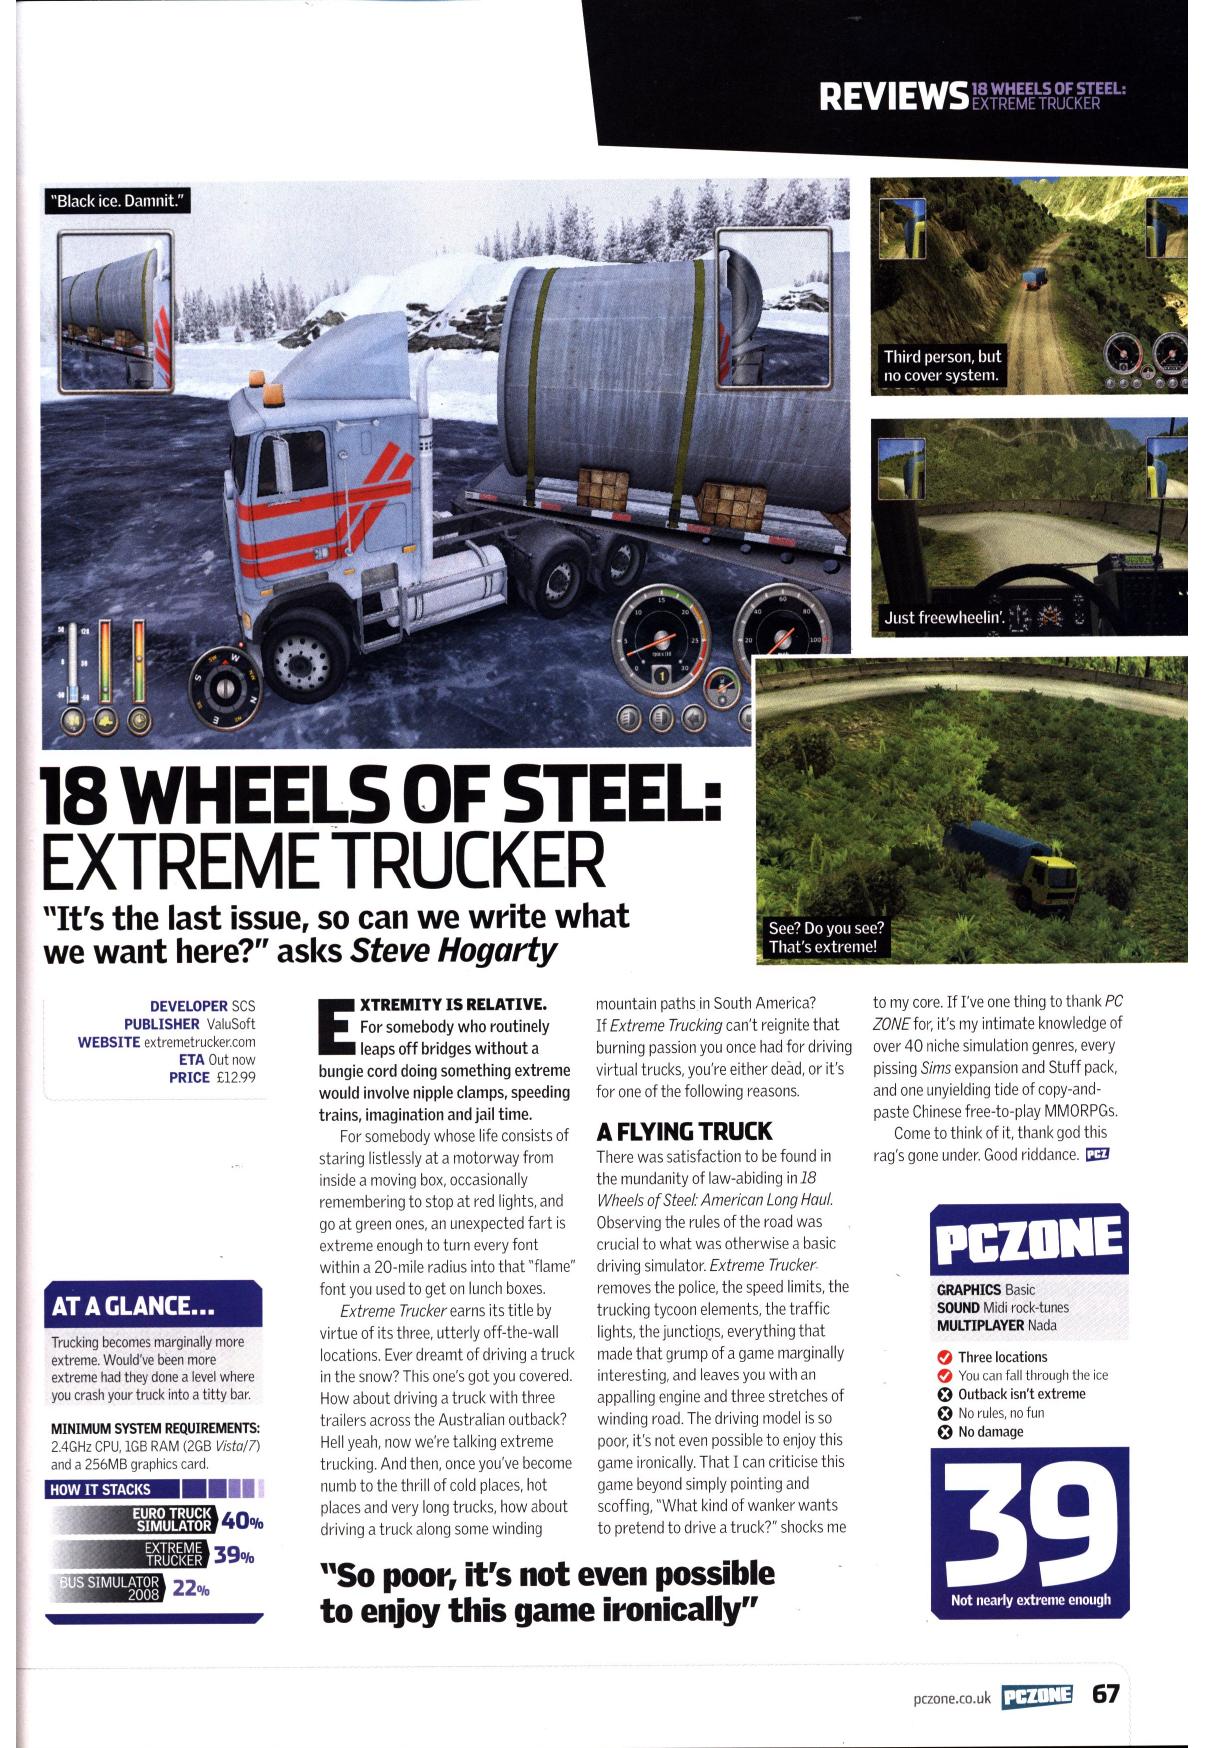 REVIEWS 18 WHEELS OF STEEL:
EXTREME TRUCKER
"Black ice. Damnit."
Third person, but
no cover system.
Just freewheelin'.
See? Do you see?
That's extreme!
18 WHEELS OF STEEL:
EXTREME TRUCKER
"It's the last issue, so can we write what
we want here?" asks Steve Hogarty
DEVELOPER SCS
PUBLISHER ValuSoft
WEBSITE extremetrucker.com
ETA Out now
PRICE £12.99
AT A GLANCE...
Trucking becomes marginally more
extreme. Would've been more
extreme had they done a level where
you crash your truck into a titty bar.
MINIMUM SYSTEM REQUIREMENTS:
2.4GHz CPU, 1GB RAM (2GB Vista/7)
and a 256MB graphics card.
HOW IT STACKS
EURO TRUCK
SIMULATOR 40%
EXTREME
TRUCKER 39%
BUS SIMULATOR
2008 22%
EXTREMITY IS RELATIVE.
For somebody who routinely
leaps off bridges without a
bungie cord doing something extreme
would involve nipple clamps, speeding
trains, imagination and jail time.
For somebody whose life consists of
staring listlessly at a motorway from
inside a moving box, occasionally
remembering to stop at red lights, and
go at green ones, an unexpected fart is
extreme enough to turn every font
within a 20-mile radius into that "flame"
font you used to get on lunch boxes.
Extreme Trucker earns its title by
virtue of its three, utterly off-the-wall
locations. Ever dreamt of driving a truck
in the snow? This one's got you covered.
How about driving a truck with three
trailers across the Australian outback?
Hell yeah, now we're talking extreme
trucking. And then, once you've become
numb to the thrill of cold places, hot
places and very long trucks, how about
driving a truck along some winding
mountain paths in South America?
If Extreme Trucking can't reignite that
burning passion you once had for driving
virtual trucks, you're either dead, or it's
for one of the following reasons.
A FLYING TRUCK
There was satisfaction to be found in
the mundanity of law-abiding in 18
Wheels of Steel: American Long Haul.
Observing the rules of the road was
crucial to what was otherwise a basic
driving simulator. Extreme Trucker
removes the police, the speed limits, the
trucking tycoon elements, the traffic
lights, the junctions, everything that
made that grump of a game marginally
interesting, and leaves you with an
appalling engine and three stretches of
winding road. The driving model is so
poor, it's not even possible to enjoy this
game ironically. That I can criticise this
game beyond simply pointing and
scoffing, "What kind of wanker wants
to pretend to drive a truck?" shocks me
to my core. If I've one thing to thank PC
ZONE for, it's my intimate knowledge of
over 40 niche simulation genres, every
pissing Sims expansion and Stuff pack,
and one unyielding tide of copy-and-
paste Chinese free-to-play MMORPGs.
Come to think of it, thank god this
rag's gone under. Good riddance. PCZ
"So poor, it's not even possible
to enjoy this game ironically"
PCZONE
GRAPHICS Basic
SOUND Midi rock-tunes
MULTIPLAYER Nada
Three locations
You can fall through the ice
Outback isn't extreme
No rules, no fun
No damage
39
Not nearly extreme enough
pczone.co.uk PCZONE 67